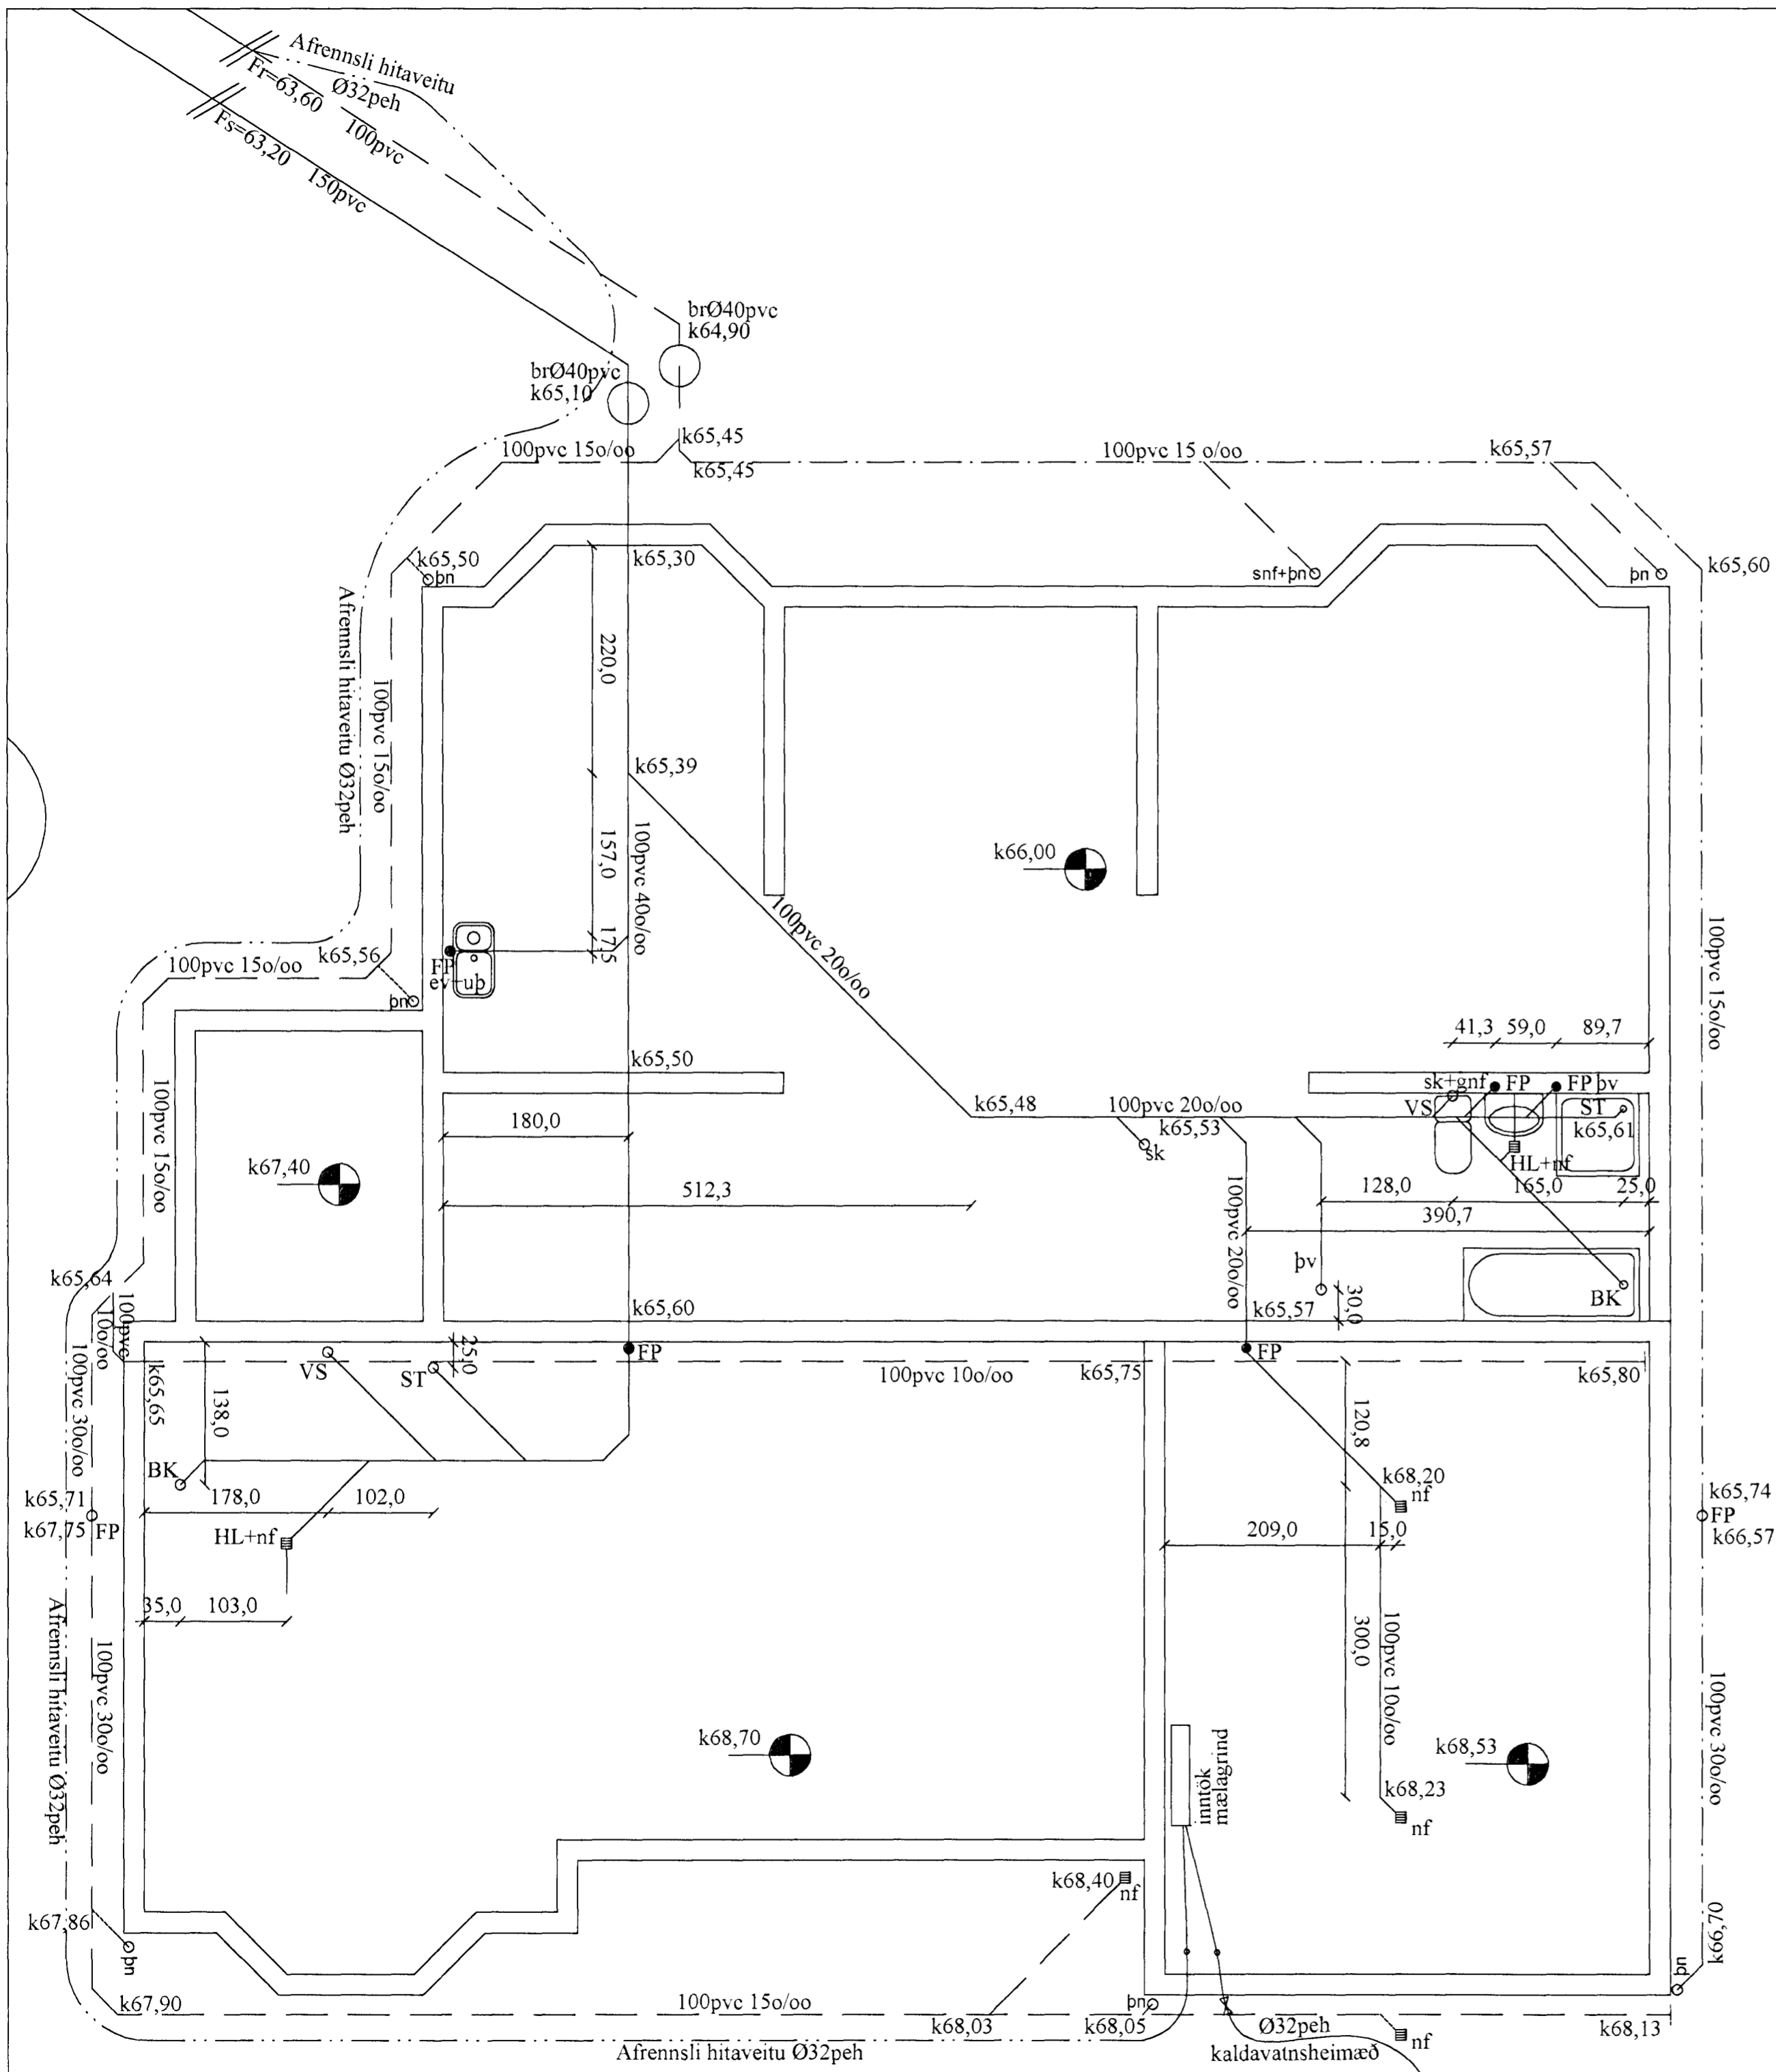 Afrennsli hitaveitu
Ø32peh
Fr=63,60
100pvc
Fs=63,20
150pvc
brØ40pvc
k64,90
brØ40pvc
k65,10
100pvc 15o/oo
k65,45
k65,45
100pvc 15 o/oo
k65,57
k65,50
þn
k65,30
snf+þn
þn
k65,60
Afrennsli hitaveitu Ø32peh
100pvc 15o/oo
220,0
k65,39
157,0
100pvc 40o/oo
k66,00
100pvc 20o/oo
17,5
k65,56
100pvc 15o/oo
þn
FP
ev+uþ
100pvc 15o/oo
41,3
59,0
89,7
k65,50
sk+gnf
FP
FP þv
VS
ST
k65,48
100pvc 20o/oo
k65,53
k65,61
sk
HL+nf
100pvc 15o/oo
180,0
k67,40
512,3
128,0
165,0
25,0
390,7
100pvc 20o/oo
þv
30,0
BK
k65,64
100pvc
10o/oo
k65,60
k65,57
100pvc 30o/oo
k65,65
VS
25,0
ST
FP
100pvc 10o/oo
k65,75
FP
k65,80
138,0
120,8
BK
k65,71
k67,75
FP
178,0
102,0
HL+nf
k68,20
nf
k65,74
FP
k66,57
209,0
15,0
35,0
103,0
Afrennsli hitaveitu Ø32peh
100pvc 30o/oo
300,0
100pvc 10o/oo
100pvc 30o/oo
k68,70
inntök
mælagrind
k68,53
k68,23
nf
k68,40
nf
k67,86
þn
k66,70
þn
k67,90
100pvc 15o/oo
k68,03
k68,05
þn
Ø32peh
kaldavatnsheimæð
nf
k68,13
Afrennsli hitaveitu Ø32peh